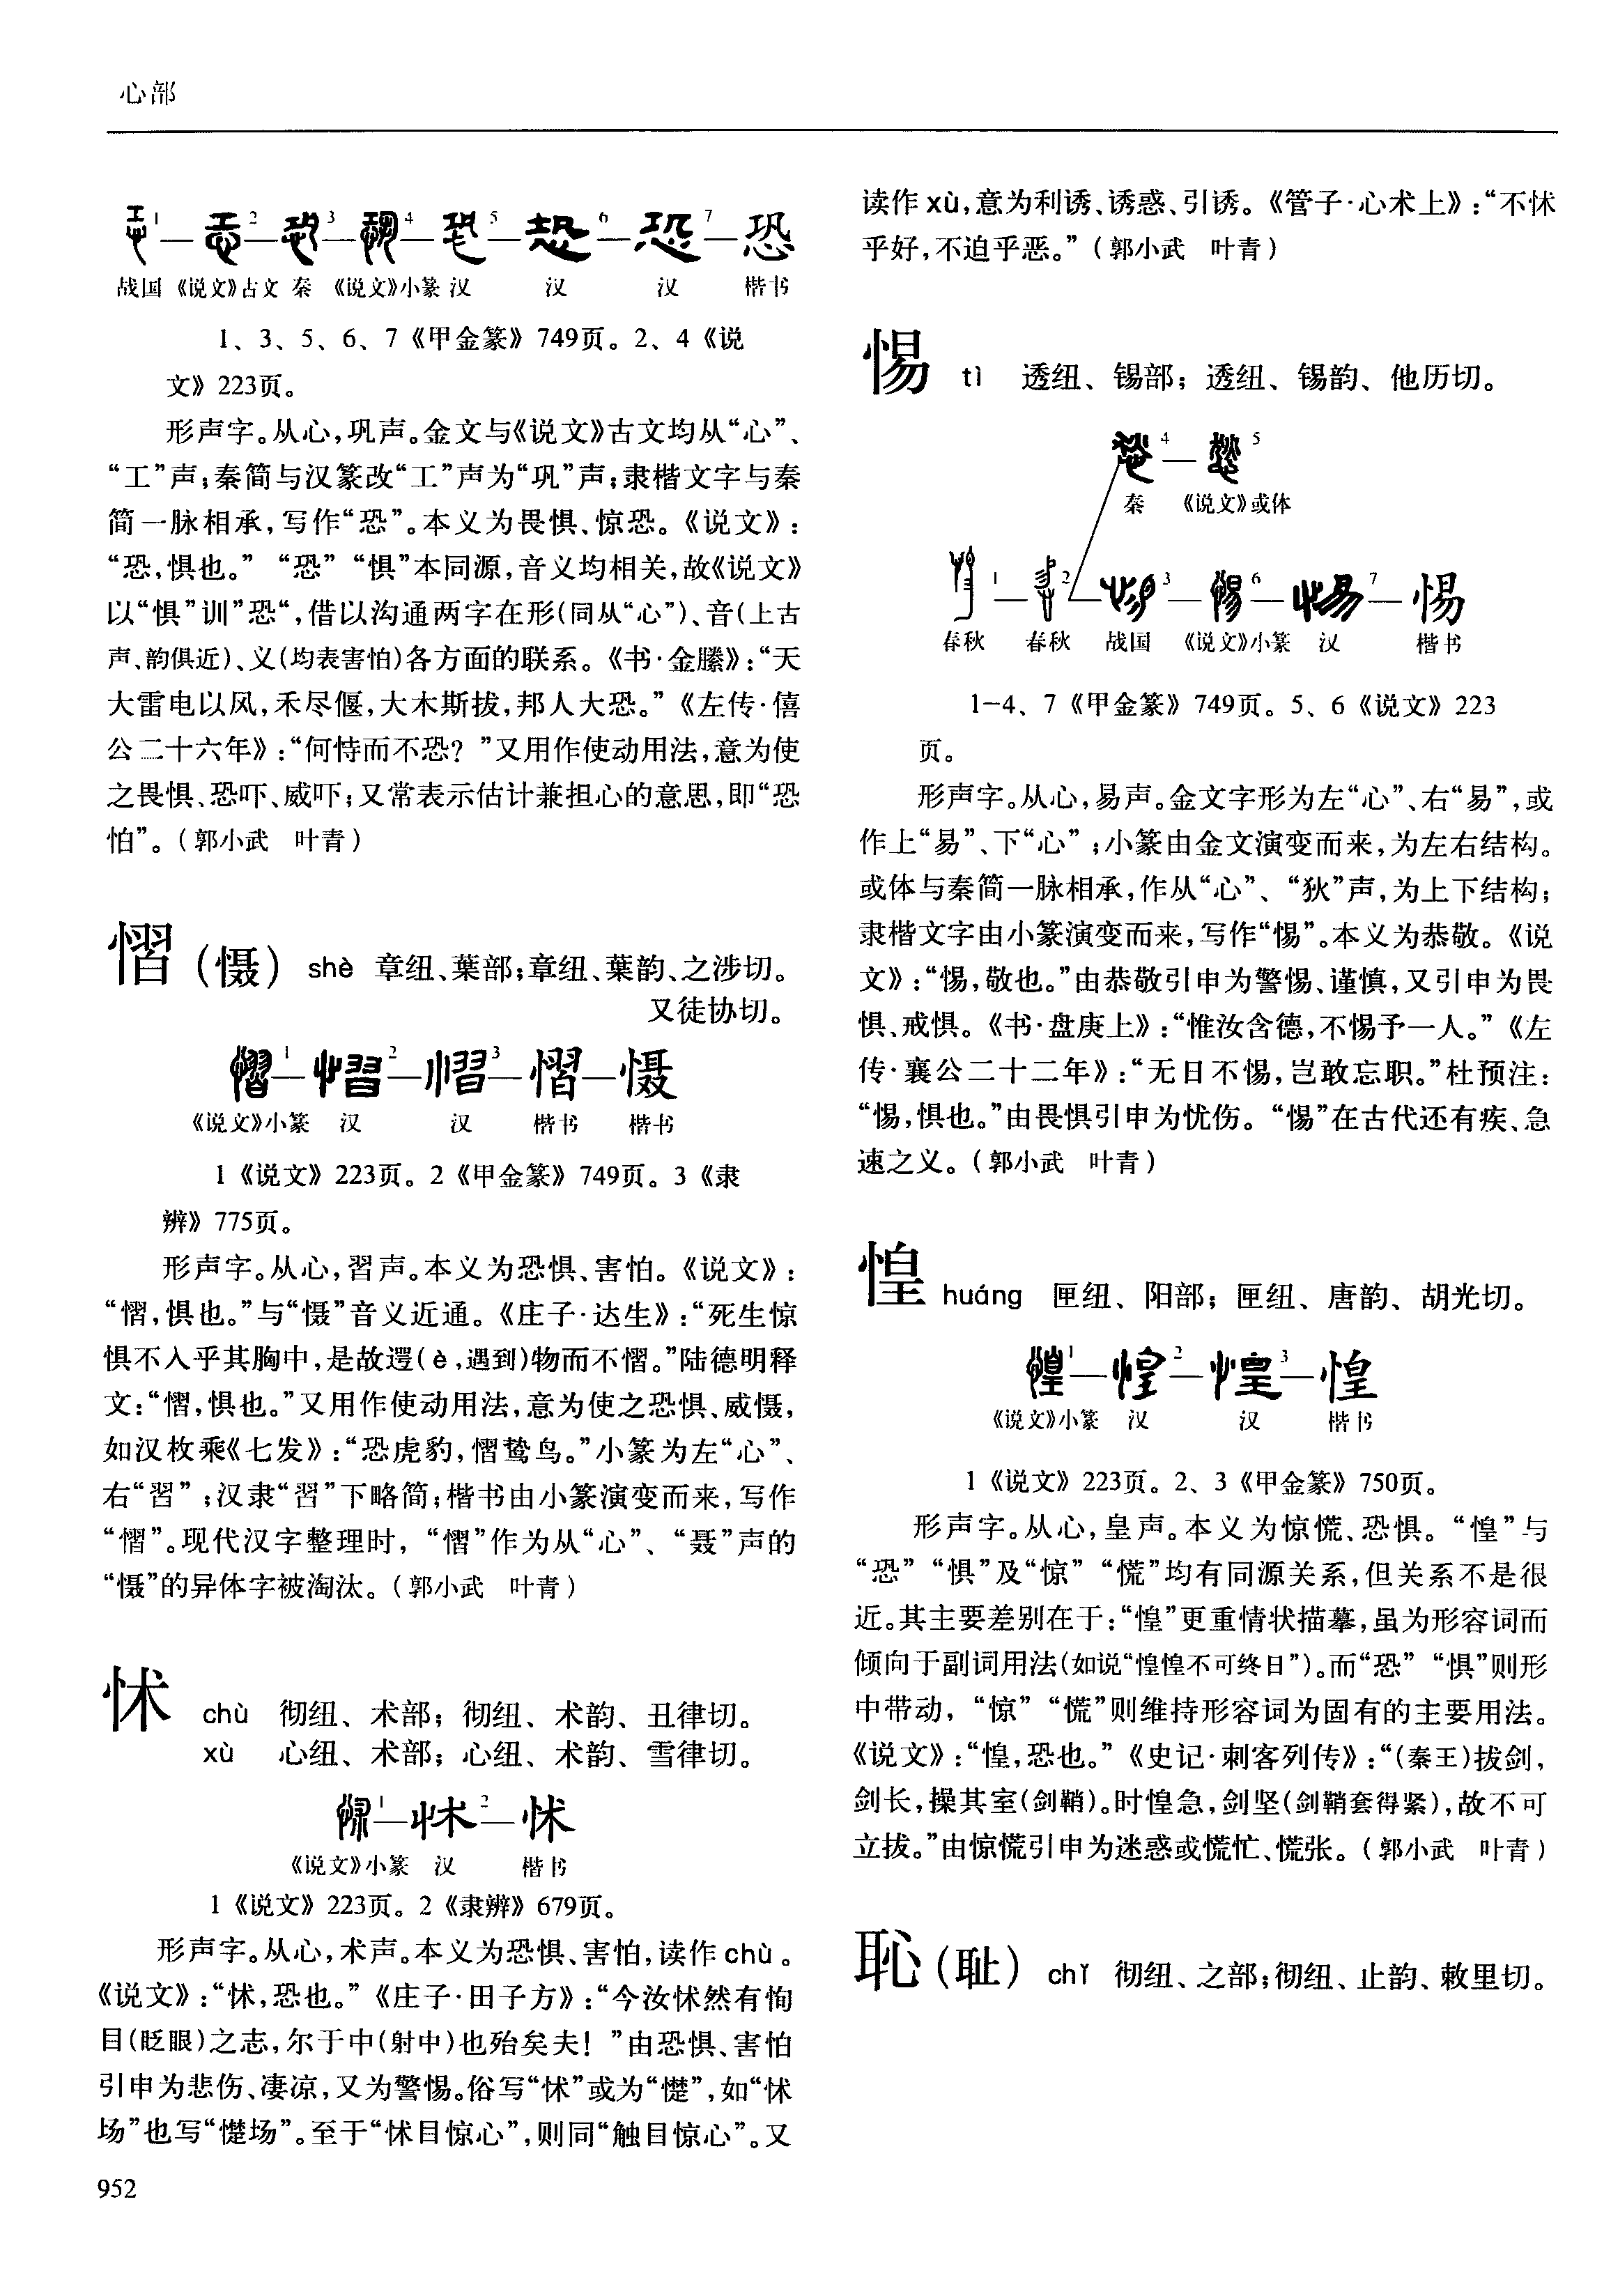 心部
1 — 2 — 3 — 4 — 5 — 6 — 7 — 恐
战国 《说文》古文 秦 《说文》小篆 汉 汉 汉 楷书
1、3、5、6、7《甲金篆》749页。2、4《说
文》223页。
形声字。从心，巩声。金文与《说文》古文均从“心”、
“工”声；秦简与汉篆改“工”声为“巩”声；隶楷文字与秦
简一脉相承，写作“恐”。本义为畏惧、惊恐。《说文》：
“恐，惧也。” “恐” “惧”本同源，音义均相关，故《说文》
以“惧”训”恐“，借以沟通两字在形(同从“心”)、音(上古
声、韵俱近)、义(均表害怕)各方面的联系。《书·金縢》：“天
大雷电以风，禾尽偃，大木斯拔，邦人大恐。”《左传·僖
公二十六年》：“何恃而不恐？”又用作使动用法，意为使
之畏惧、恐吓、威吓；又常表示估计兼担心的意思，即“恐
怕”。（郭小武　叶青）
慴（慑）shè 章纽、葉部；章纽、葉韵、之涉切。
又徒协切。
1 — 2 — 3 — 慴 — 慑
《说文》小篆 汉 汉 楷书 楷书
1《说文》223页。2《甲金篆》749页。3《隶
辨》775页。
形声字。从心，習声。本义为恐惧、害怕。《说文》：
“慴，惧也。”与“慑”音义近通。《庄子·达生》：“死生惊
惧不入乎其胸中，是故遌(è，遇到)物而不慴。”陆德明释
文：“慴，惧也。”又用作使动用法，意为使之恐惧、威慑，
如汉枚乘《七发》：“恐虎豹，慴鸷鸟。”小篆为左“心”、
右“習”；汉隶“習”下略简；楷书由小篆演变而来，写作
“慴”。现代汉字整理时，“慴”作为从“心”、“聂”声的
“慑”的异体字被淘汰。（郭小武　叶青）
怵 chù 彻纽、术部；彻纽、术韵、丑律切。
xù 心纽、术部；心纽、术韵、雪律切。
1 — 2 — 怵
《说文》小篆 汉 楷书
1《说文》223页。2《隶辨》679页。
形声字。从心，术声。本义为恐惧、害怕，读作 chù。
《说文》：“怵，恐也。”《庄子·田子方》：“今汝怵然有恂
目(眨眼)之志，尔于中(射中)也殆矣夫！”由恐惧、害怕
引申为悲伤、凄凉，又为警惕。俗写“怵”或为“憷”，如“怵
场”也写“憷场”。至于“怵目惊心”，则同“触目惊心”。又
952
读作 xù，意为利诱、诱惑、引诱。《管子·心术上》：“不怵
乎好，不迫乎恶。”（郭小武　叶青）
惕 tì 透纽、锡部；透纽、锡韵、他历切。
4 — 5
秦 《说文》或体
1 — 2 — 3 — 6 — 7 — 惕
春秋 春秋 战国 《说文》小篆 汉 楷书
1-4、7《甲金篆》749页。5、6《说文》223
页。
形声字。从心，易声。金文字形为左“心”、右“易”，或
作上“易”、下“心”；小篆由金文演变而来，为左右结构。
或体与秦简一脉相承，作从“心”、“狄”声，为上下结构；
隶楷文字由小篆演变而来，写作“惕”。本义为恭敬。《说
文》：“惕，敬也。”由恭敬引申为警惕、谨慎，又引申为畏
惧、戒惧。《书·盘庚上》：“惟汝含德，不惕予一人。”《左
传·襄公二十二年》：“无日不惕，岂敢忘职。”杜预注：
“惕，惧也。”由畏惧引申为忧伤。“惕”在古代还有疾、急
速之义。（郭小武　叶青）
惶 huáng 匣纽、阳部；匣纽、唐韵、胡光切。
1 — 2 — 3 — 惶
《说文》小篆 汉 汉 楷书
1《说文》223页。2、3《甲金篆》750页。
形声字。从心，皇声。本义为惊慌、恐惧。“惶”与
“恐” “惧”及“惊” “慌”均有同源关系，但关系不是很
近。其主要差别在于：“惶”更重情状描摹，虽为形容词而
倾向于副词用法(如说“惶惶不可终日”)。而“恐” “惧”则形
中带动，“惊” “慌”则维持形容词为固有的主要用法。
《说文》：“惶，恐也。”《史记·刺客列传》：“(秦王)拔剑，
剑长，操其室(剑鞘)。时惶急，剑坚(剑鞘套得紧)，故不可
立拔。”由惊慌引申为迷惑或慌忙、慌张。（郭小武　叶青）
恥（耻）chǐ 彻纽、之部；彻纽、止韵、敕里切。